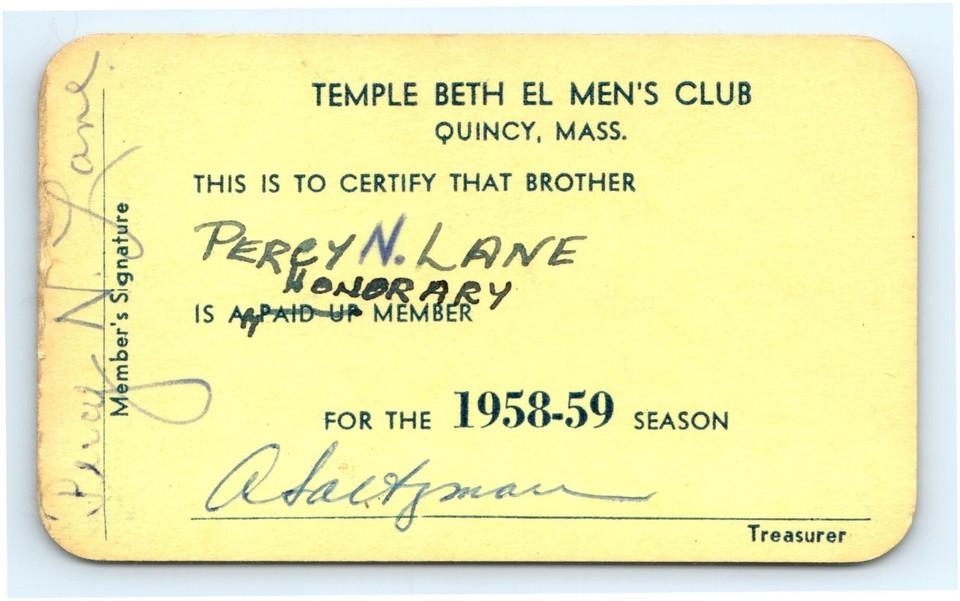 TEMPLE BETH EL MEN'S CLUB
QUINCY, MASS.
THIS IS TO CERTIFY THAT BROTHER
PERCY N. LANE
HONORARY
IS A PAID UP MEMBER
FOR THE 1958-59 SEASON
A Saltzman
Treasurer
Member's Signature
Percy N. Lane.